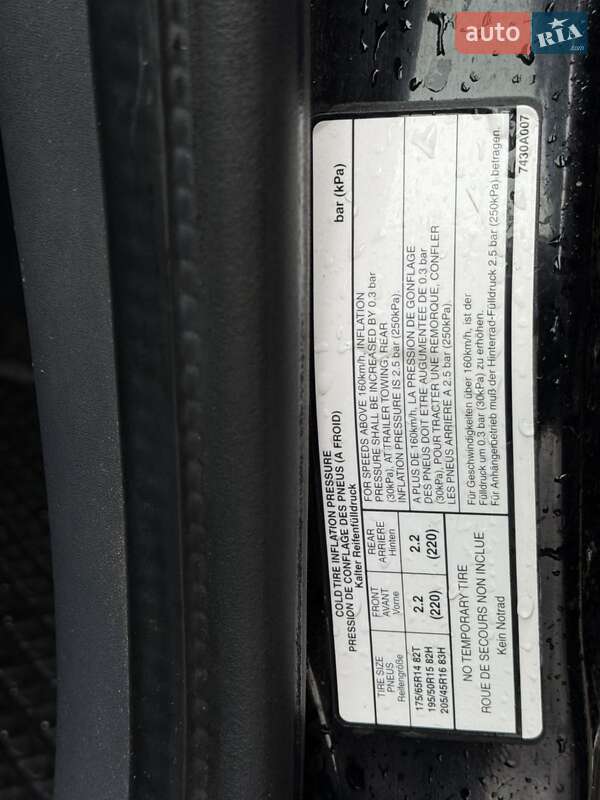 auto RIA.com
COLD TIRE INFLATION PRESSURE
PRESSION DE CONFLAGE DES PNEUS (A FROID)
Kalter Reifenfülldruck
bar (kPa)
TIRE SIZE
PNEUS
Reifengröße
FRONT
AVANT
Vorne
REAR
ARRIERE
Hinten
175/65R14 82T
195/50R15 82H
205/45R16 83H
2.2
(220)
2.2
(220)
NO TEMPORARY TIRE
ROUE DE SECOURS NON INCLUE
Kein Notrad
FOR SPEEDS ABOVE 160km/h, INFLATION
PRESSURE SHALL BE INCREASED BY 0.3 bar
(30kPa). AT TRAILER TOWING, REAR
INFLATION PRESSURE IS 2.5 bar (250kPa).
A PLUS DE 160km/h, LA PRESSION DE GONFLAGE
DES PNEUS DOIT ETRE AUGUMENTEE DE 0.3 bar
(30kPa), POUR TRACTER UNE REMORQUE, CONFLER
LES PNEUS ARRIERE A 2.5 bar (250kPa).
Für Geschwindigkeiten über 160km/h, ist der
Fülldruck um 0.3 bar (30kPa) zu erhöhen.
Für Anhängerbetrieb muß der Hinterrad-Fülldruck 2.5 bar (250kPa) betragen.
7430A007